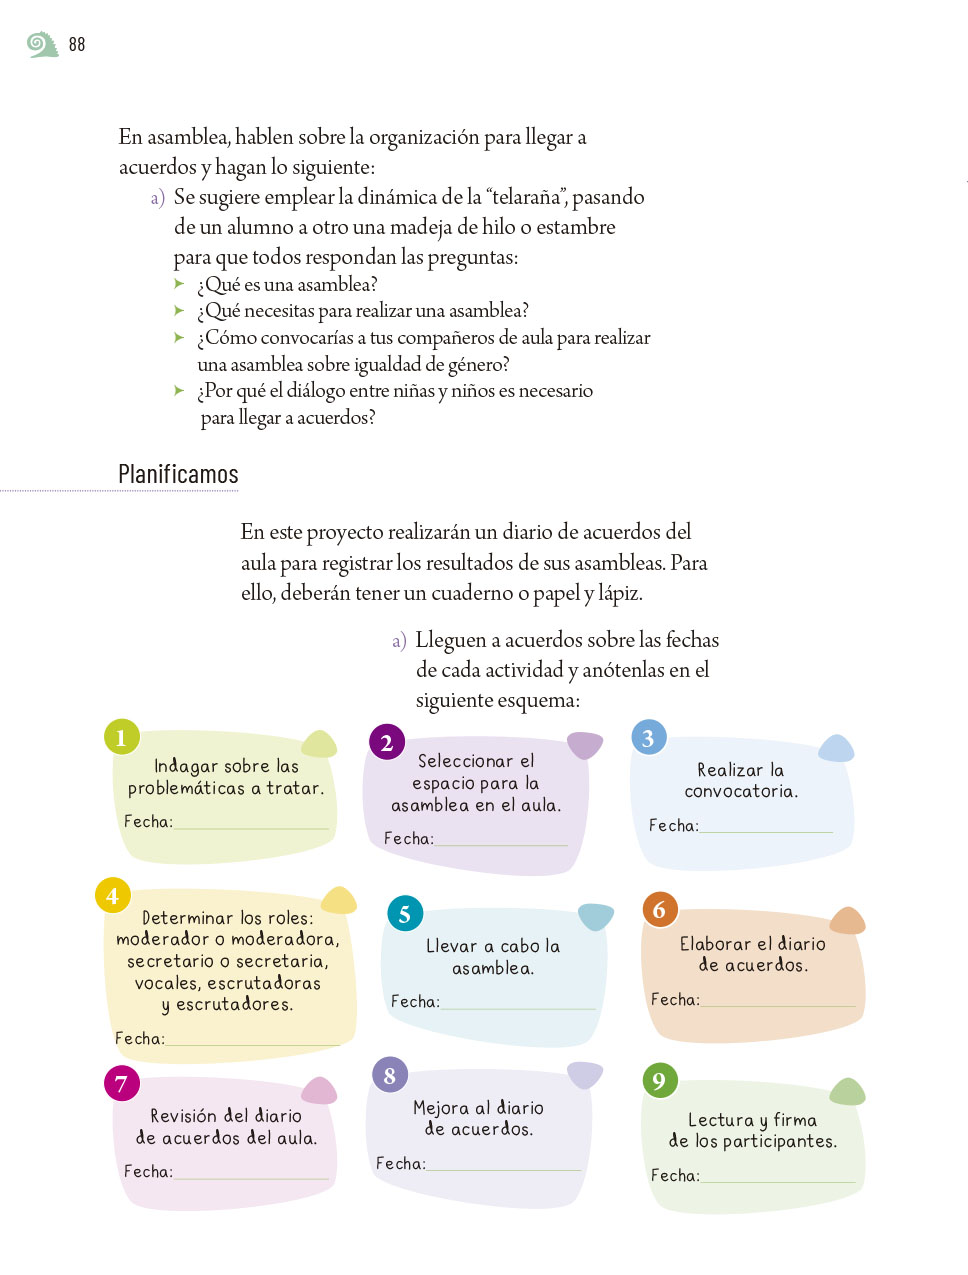 88
En asamblea, hablen sobre la organización para llegar a
acuerdos y hagan lo siguiente:
a) Se sugiere emplear la dinámica de la “telaraña”, pasando
de un alumno a otro una madeja de hilo o estambre
para que todos respondan las preguntas:
➤ ¿Qué es una asamblea?
➤ ¿Qué necesitas para realizar una asamblea?
➤ ¿Cómo convocarías a tus compañeros de aula para realizar
una asamblea sobre igualdad de género?
➤ ¿Por qué el diálogo entre niñas y niños es necesario
para llegar a acuerdos?
Planificamos
En este proyecto realizarán un diario de acuerdos del
aula para registrar los resultados de sus asambleas. Para
ello, deberán tener un cuaderno o papel y lápiz.
a) Lleguen a acuerdos sobre las fechas
de cada actividad y anótenlas en el
siguiente esquema:
1
Indagar sobre las
problemáticas a tratar.
Fecha:
2
Seleccionar el
espacio para la
asamblea en el aula.
Fecha:
3
Realizar la
convocatoria.
Fecha:
4
Determinar los roles:
moderador o moderadora,
secretario o secretaria,
vocales, escrutadoras
y escrutadores.
Fecha:
5
Llevar a cabo la
asamblea.
Fecha:
6
Elaborar el diario
de acuerdos.
Fecha:
7
Revisión del diario
de acuerdos del aula.
Fecha:
8
Mejora al diario
de acuerdos.
Fecha:
9
Lectura y firma
de los participantes.
Fecha: